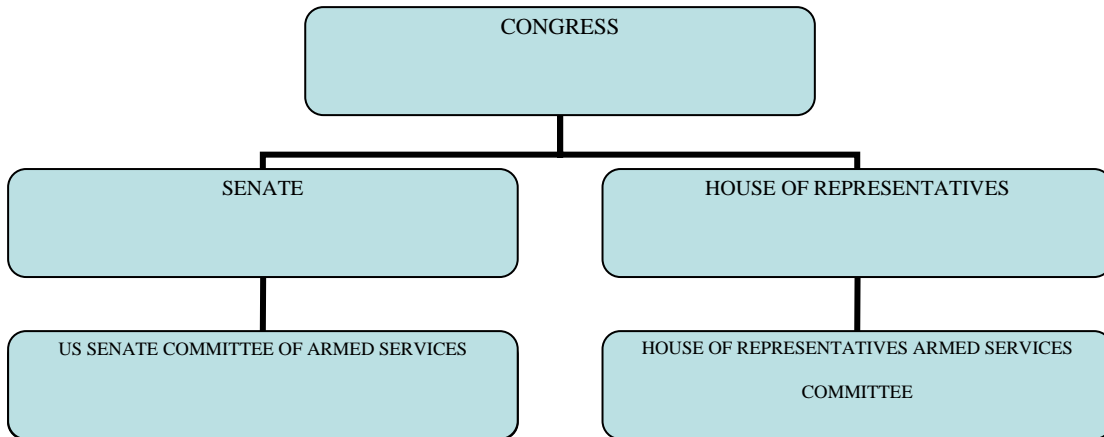 CONGRESS
SENATE
HOUSE OF REPRESENTATIVES
US SENATE COMMITTEE OF ARMED SERVICES
HOUSE OF REPRESENTATIVES ARMED SERVICES
COMMITTEE